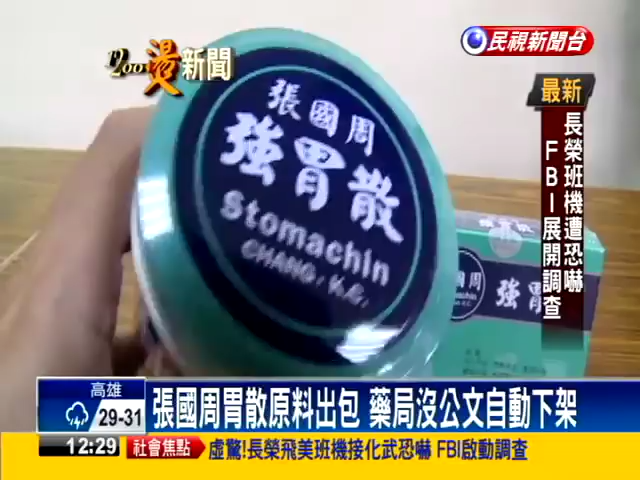 1200燙新聞
民視新聞台
最新
長榮班機遭恐嚇
FBI展開調查
張國周
強胃散
Stomachin
CHANG, K.C.
國周
強胃
高雄
29-31
張國周胃散原料出包 藥局沒公文自動下架
12:29
社會焦點
虛驚!長榮飛美班機接化武恐嚇 FBI啟動調查